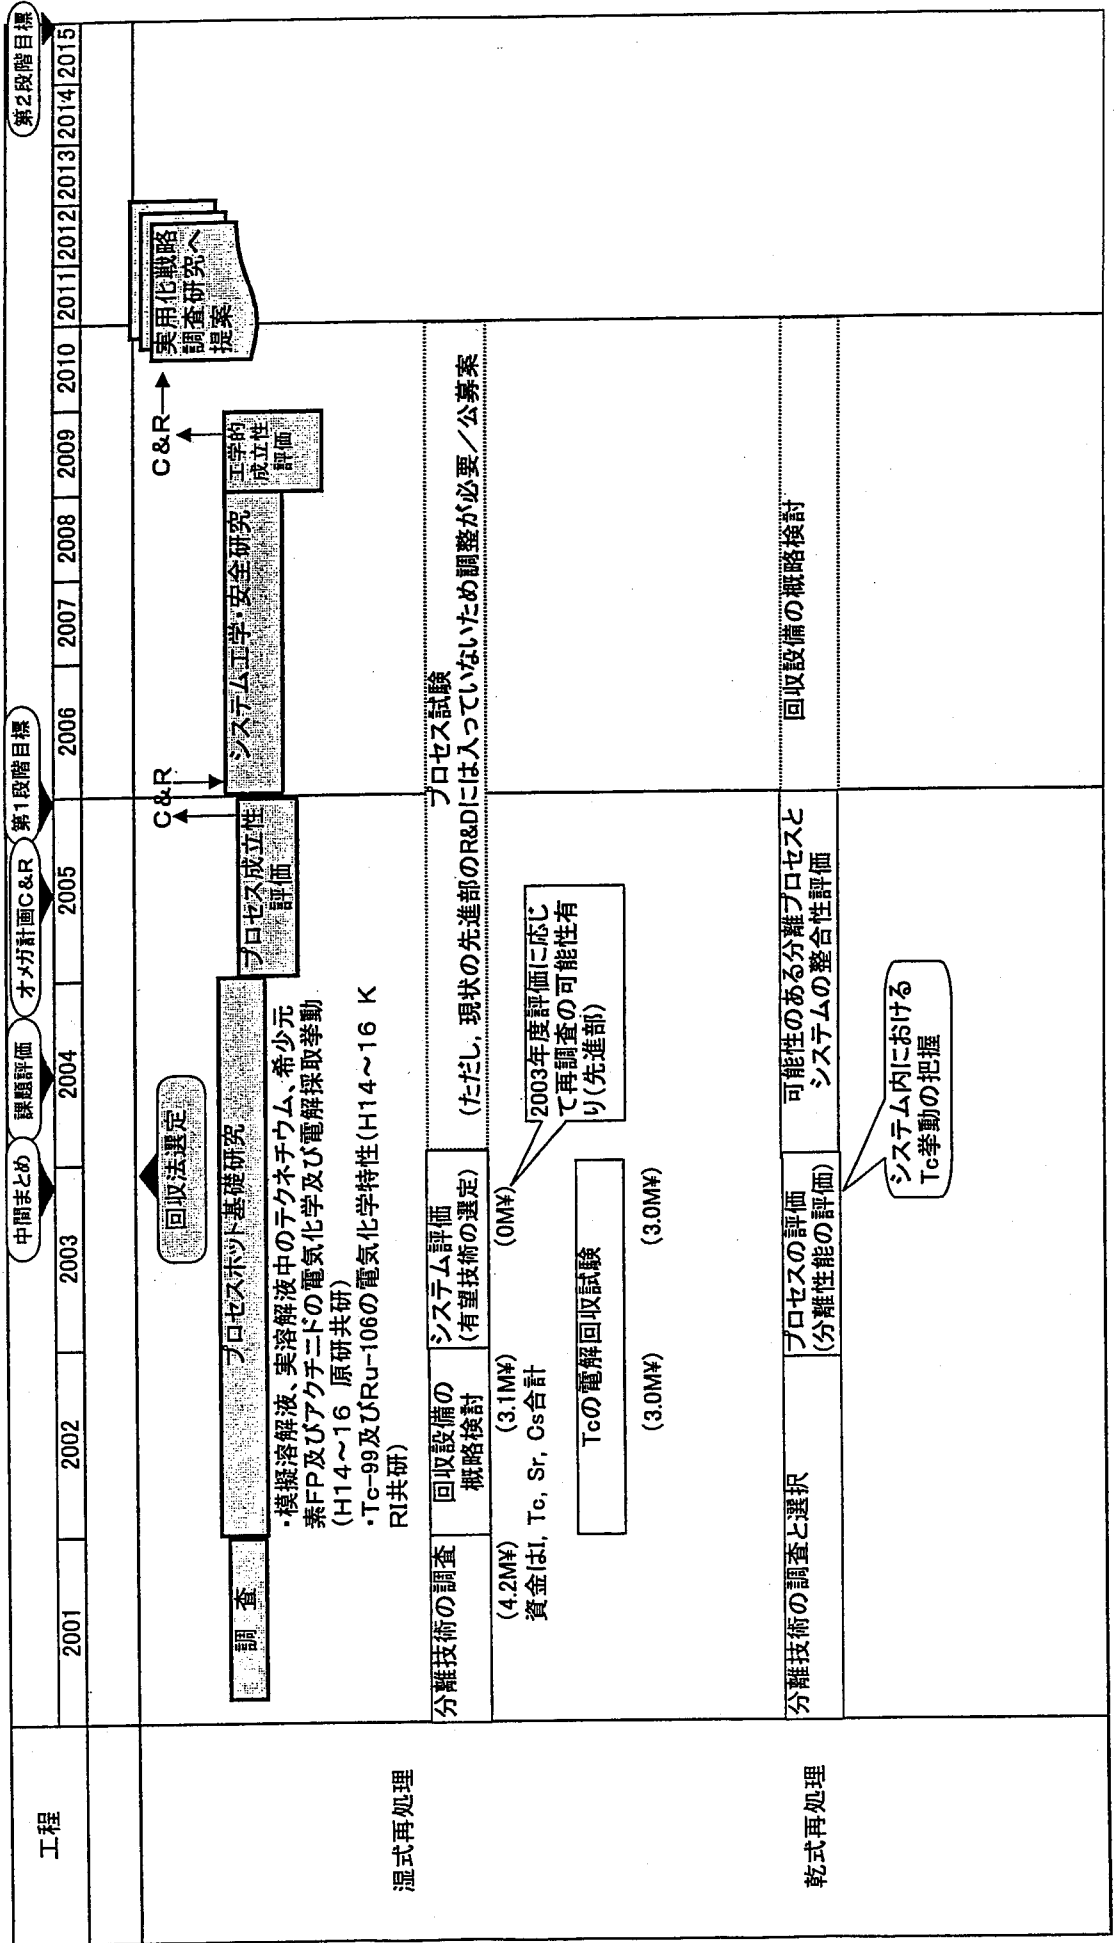 工程
中間まとめ
課題評価
オメガ計画C&R
第1段階目標
第2段階目標
2001
2002
2003
2004
2005
2006
2007
2008
2009
2010
2011
2012
2013
2014
2015
湿式再処理
回収法選定
C&R
C&R
実用化戦略
調査研究へ
提案
調 査
プロセスホット基礎研究
プロセス成立性
評価
システム工学・安全研究
工学的
成立性
評価
・模擬溶解液、実溶解液中のテクネチウム、希少元
素FP及びアクチニドの電気化学及び電解採取挙動
(H14～16 原研共研)
・Tc-99及びRu-106の電気化学特性(H14～16 K
RI共研)
分離技術の調査
回収設備の
概略検討
システム評価
(有望技術の選定)
プロセス試験
(ただし, 現状の先進部のR&Dには入っていないため調整が必要／公募案
(4.2M¥)
(3.1M¥)
(0M¥)
資金はI, Tc, Sr, Cs合計
2003年度評価に応じ
て再調査の可能性有
り(先進部)
Tcの電解回収試験
(3.0M¥)
(3.0M¥)
乾式再処理
分離技術の調査と選択
プロセスの評価
(分離性能の評価)
可能性のある分離プロセスと
システムの整合性評価
回収設備の概略検討
システム内における
Tc挙動の把握